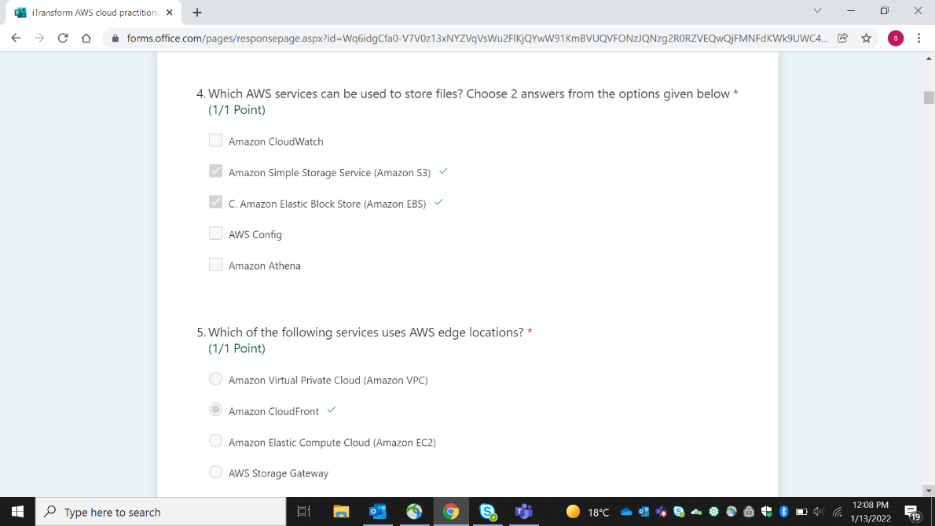 iTransform AWS cloud practitione
forms.office.com/pages/responsepage.aspx?id=Wq6idgCfa0-V7V0z13xNYZVqVsWu2FlKjQYwW91KmBVUQVFONzJQNzg2R0RZVEQwQjFMNFdKWk9UWC4...
S
4. Which AWS services can be used to store files? Choose 2 answers from the options given below *
(1/1 Point)
Amazon CloudWatch
Amazon Simple Storage Service (Amazon S3)
C. Amazon Elastic Block Store (Amazon EBS)
AWS Config
Amazon Athena
5. Which of the following services uses AWS edge locations? *
(1/1 Point)
Amazon Virtual Private Cloud (Amazon VPC)
Amazon CloudFront
Amazon Elastic Compute Cloud (Amazon EC2)
AWS Storage Gateway
Type here to search
18°C
12:08 PM
1/13/2022
19